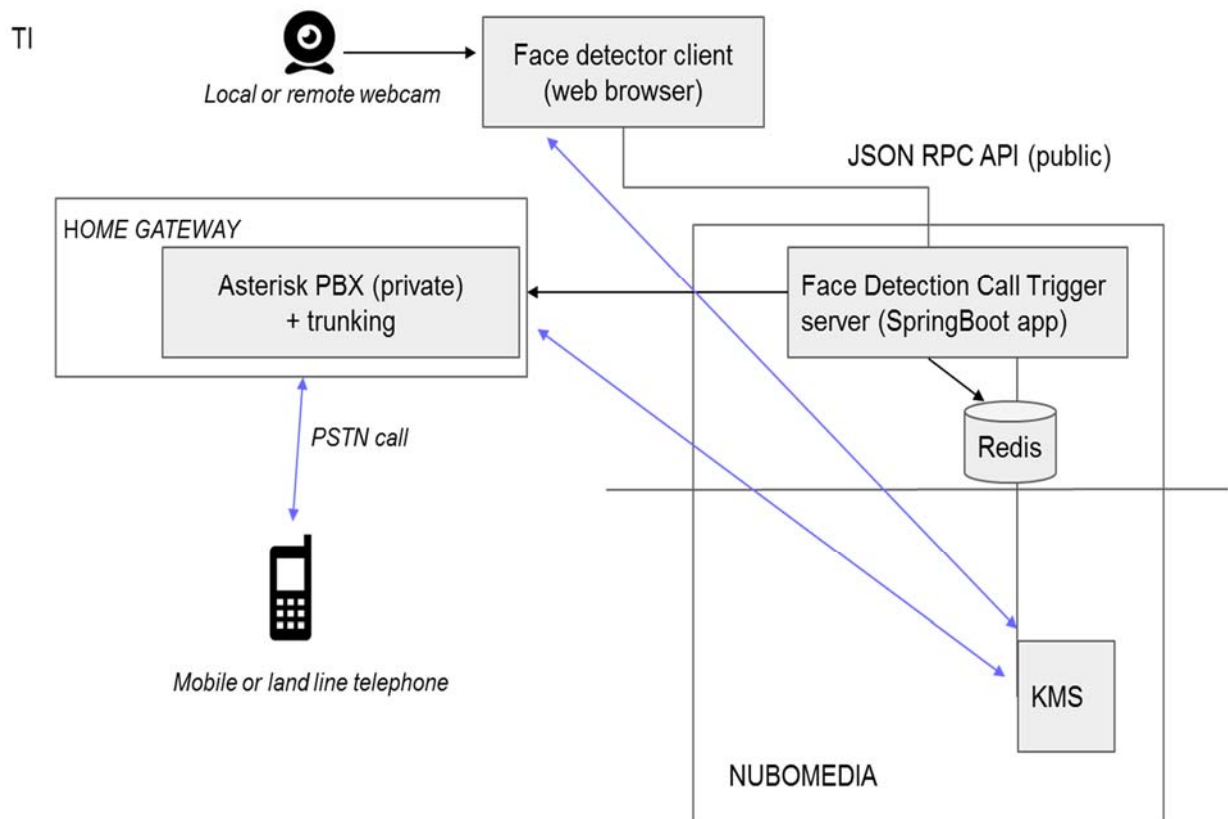 TI
Local or remote webcam
Face detector client
(web browser)
JSON RPC API (public)
HOME GATEWAY
Asterisk PBX (private)
+ trunking
Face Detection Call Trigger
server (SpringBoot app)
PSTN call
Redis
Mobile or land line telephone
KMS
NUBOMEDIA